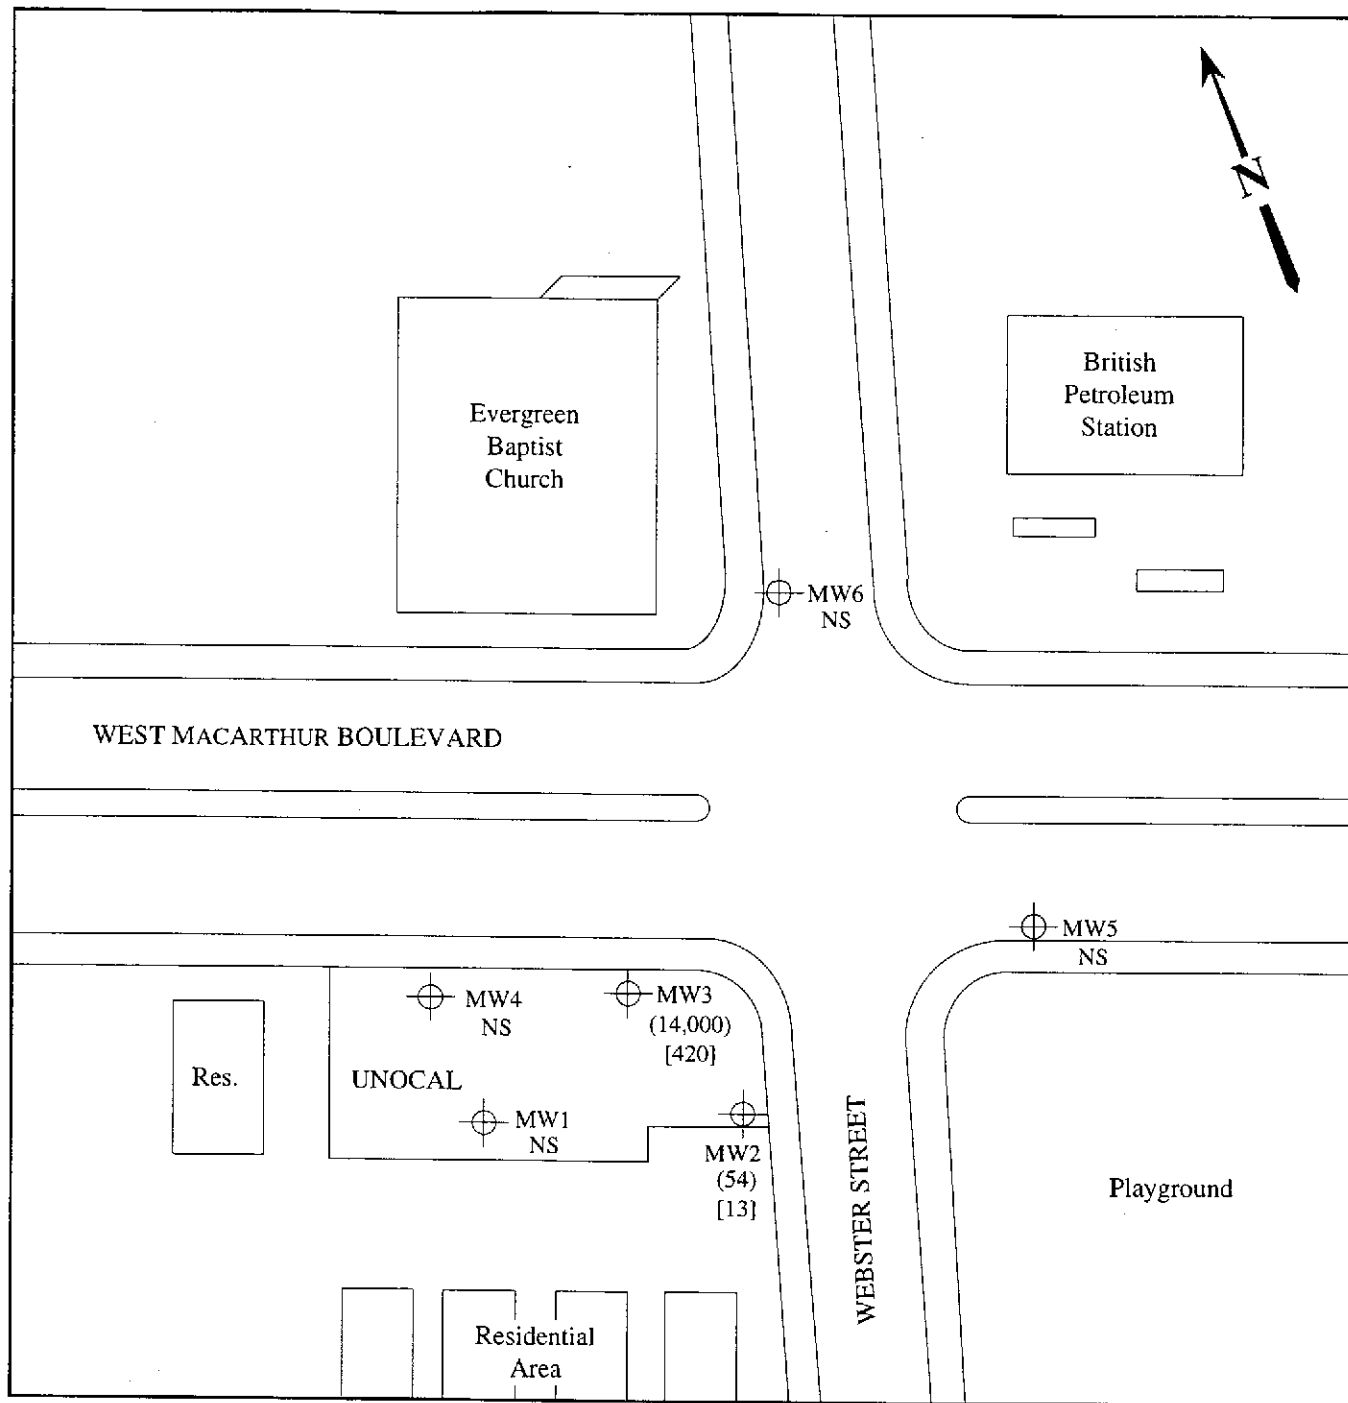 N
British
Petroleum
Station
Evergreen
Baptist
Church
MW6
NS
WEST MACARTHUR BOULEVARD
MW5
NS
MW4
NS
MW3
(14,000)
[420]
Res.
UNOCAL
MW1
NS
MW2
(54)
[13]
WEBSTER STREET
Playground
Residential
Area